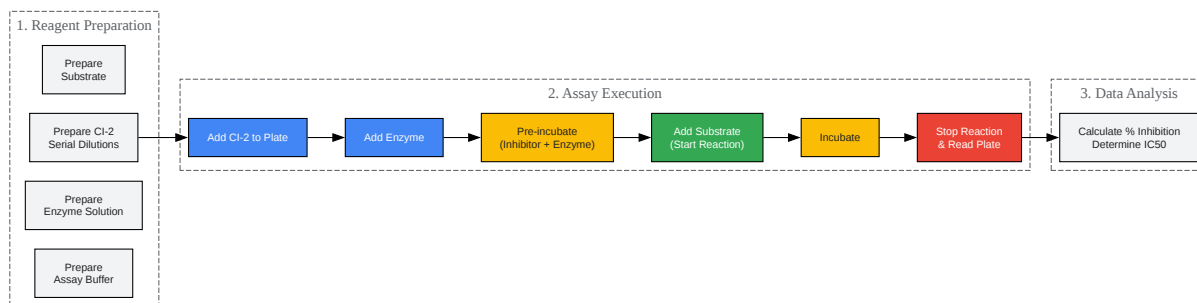 1. Reagent Preparation
Prepare
Substrate
Prepare CI-2
Serial Dilutions
Prepare
Enzyme Solution
Prepare
Assay Buffer
2. Assay Execution
Add CI-2 to Plate
Add Enzyme
Pre-incubate
(Inhibitor + Enzyme)
Add Substrate
(Start Reaction)
Incubate
Stop Reaction
& Read Plate
3. Data Analysis
Calculate % Inhibition
Determine IC50